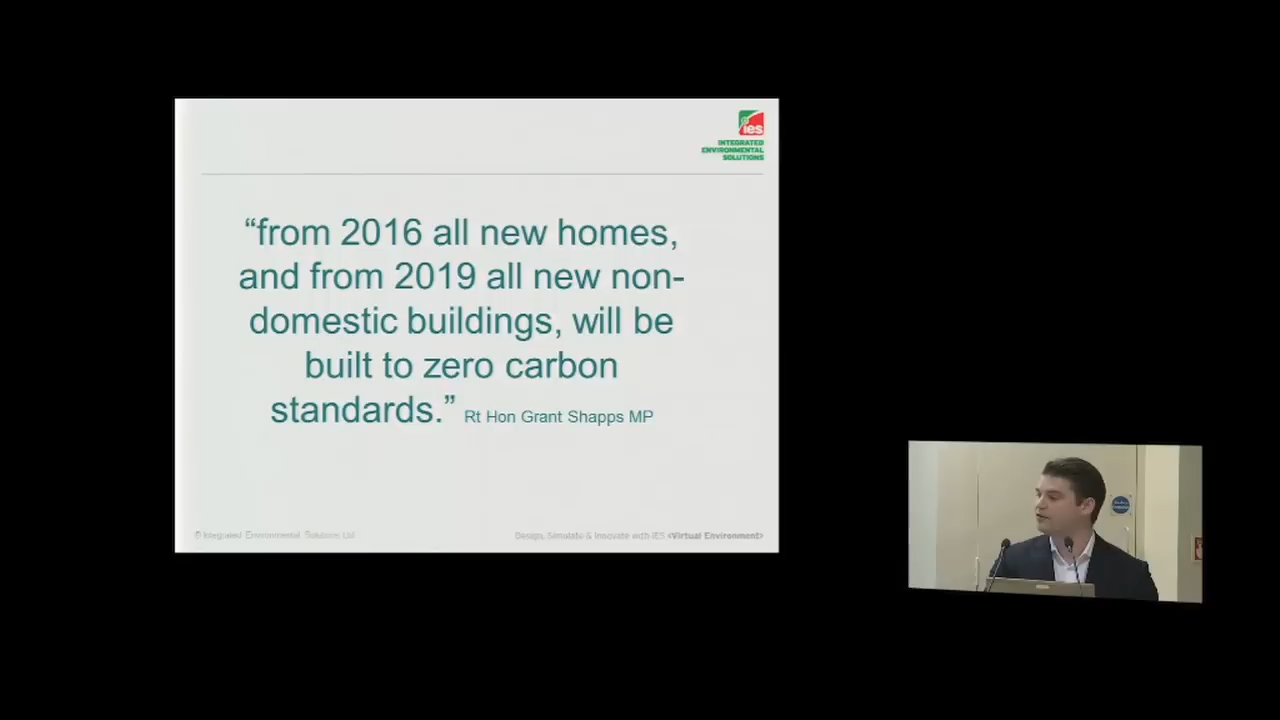 ies
INTEGRATED
ENVIRONMENTAL
SOLUTIONS
“from 2016 all new homes,
and from 2019 all new non-
domestic buildings, will be
built to zero carbon
standards.” Rt Hon Grant Shapps MP
© Integrated Environmental Solutions Ltd
Design, Simulate & Innovate with IES <Virtual Environment>